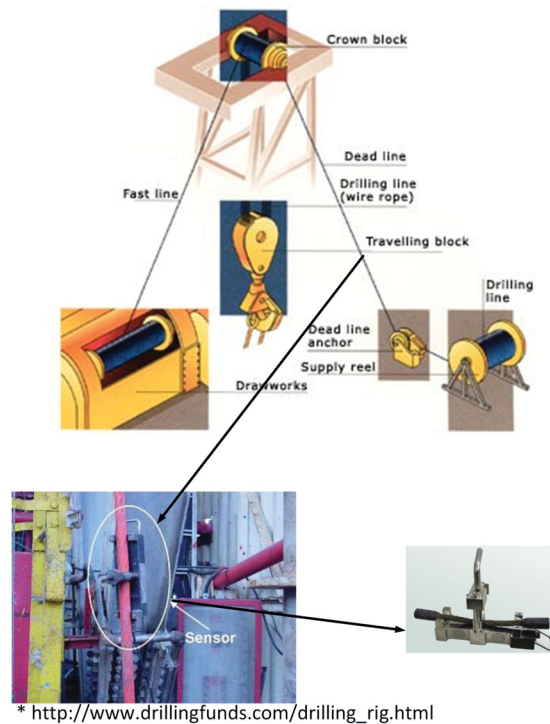 Crown block
Dead line
Fast line
Drilling line
(wire rope)
Travelling block
Drilling
line
Dead line
anchor
Supply reel
Drawworks
Sensor
* http://www.drillingfunds.com/drilling_rig.html